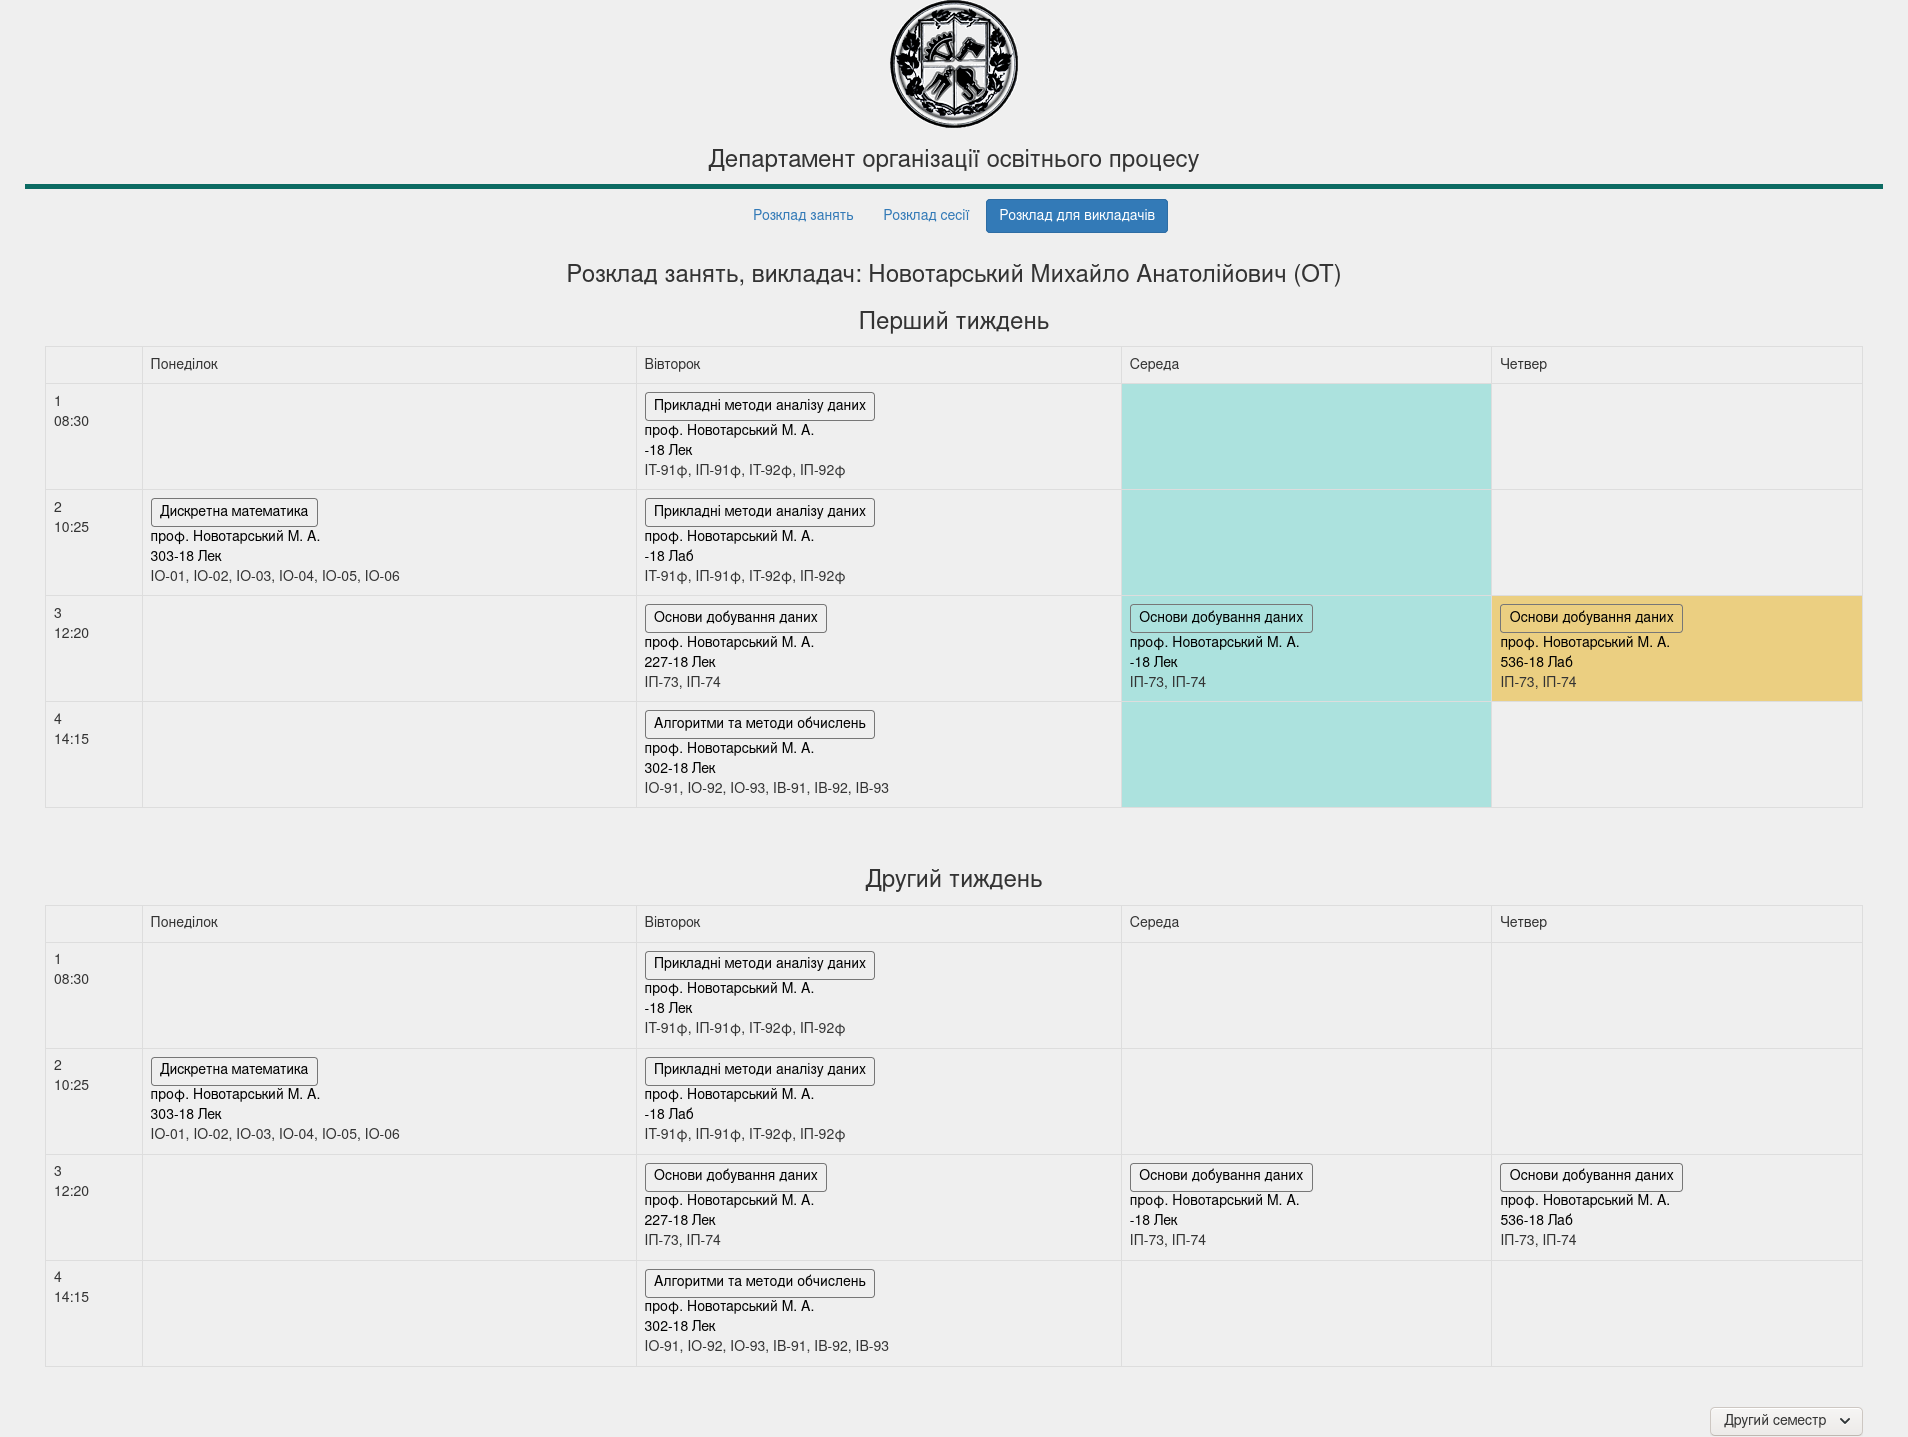 Департамент організації освітнього процесу
Розклад занять
Розклад сесії
Розклад для викладачів
Розклад занять, викладач: Новотарський Михайло Анатолійович (ОТ)
Перший тиждень
Понеділок
Вівторок
Середа
Четвер
1
08:30
Прикладні методи аналізу даних
проф. Новотарський М. А.
-18 Лек
ІТ-91ф, ІП-91ф, ІТ-92ф, ІП-92ф
2
10:25
Дискретна математика
проф. Новотарський М. А.
303-18 Лек
ІО-01, ІО-02, ІО-03, ІО-04, ІО-05, ІО-06
Прикладні методи аналізу даних
проф. Новотарський М. А.
-18 Лаб
ІТ-91ф, ІП-91ф, ІТ-92ф, ІП-92ф
3
12:20
Основи добування даних
проф. Новотарський М. А.
227-18 Лек
ІП-73, ІП-74
Основи добування даних
проф. Новотарський М. А.
-18 Лек
ІП-73, ІП-74
Основи добування даних
проф. Новотарський М. А.
536-18 Лаб
ІП-73, ІП-74
4
14:15
Алгоритми та методи обчислень
проф. Новотарський М. А.
302-18 Лек
ІО-91, ІО-92, ІО-93, ІВ-91, ІВ-92, ІВ-93
Другий тиждень
Понеділок
Вівторок
Середа
Четвер
1
08:30
Прикладні методи аналізу даних
проф. Новотарський М. А.
-18 Лек
ІТ-91ф, ІП-91ф, ІТ-92ф, ІП-92ф
2
10:25
Дискретна математика
проф. Новотарський М. А.
303-18 Лек
ІО-01, ІО-02, ІО-03, ІО-04, ІО-05, ІО-06
Прикладні методи аналізу даних
проф. Новотарський М. А.
-18 Лаб
ІТ-91ф, ІП-91ф, ІТ-92ф, ІП-92ф
3
12:20
Основи добування даних
проф. Новотарський М. А.
227-18 Лек
ІП-73, ІП-74
Основи добування даних
проф. Новотарський М. А.
-18 Лек
ІП-73, ІП-74
Основи добування даних
проф. Новотарський М. А.
536-18 Лаб
ІП-73, ІП-74
4
14:15
Алгоритми та методи обчислень
проф. Новотарський М. А.
302-18 Лек
ІО-91, ІО-92, ІО-93, ІВ-91, ІВ-92, ІВ-93
Другий семестр